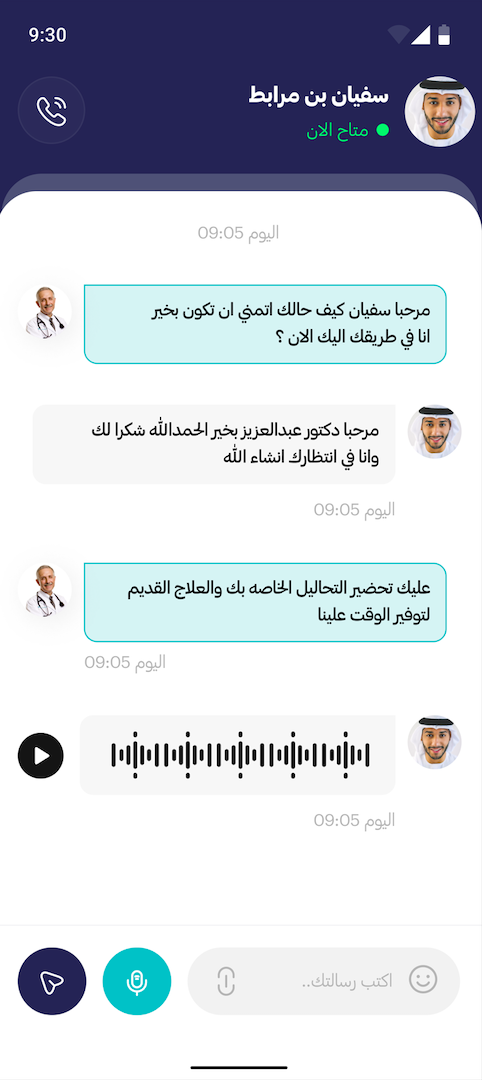 9:30
سفيان بن مرابط
متاح الان
اليوم 09:05
مرحبا سفيان كيف حالك اتمني ان تكون بخير
انا في طريقك اليك الان ؟
مرحبا دكتور عبدالعزيز بخير الحمدالله شكرا لك
وانا في انتظارك انشاء الله
اليوم 09:05
عليك تحضير التحاليل الخاصه بك والعلاج القديم
لتوفير الوقت علينا
اليوم 09:05
اليوم 09:05
اكتب رسالتك..